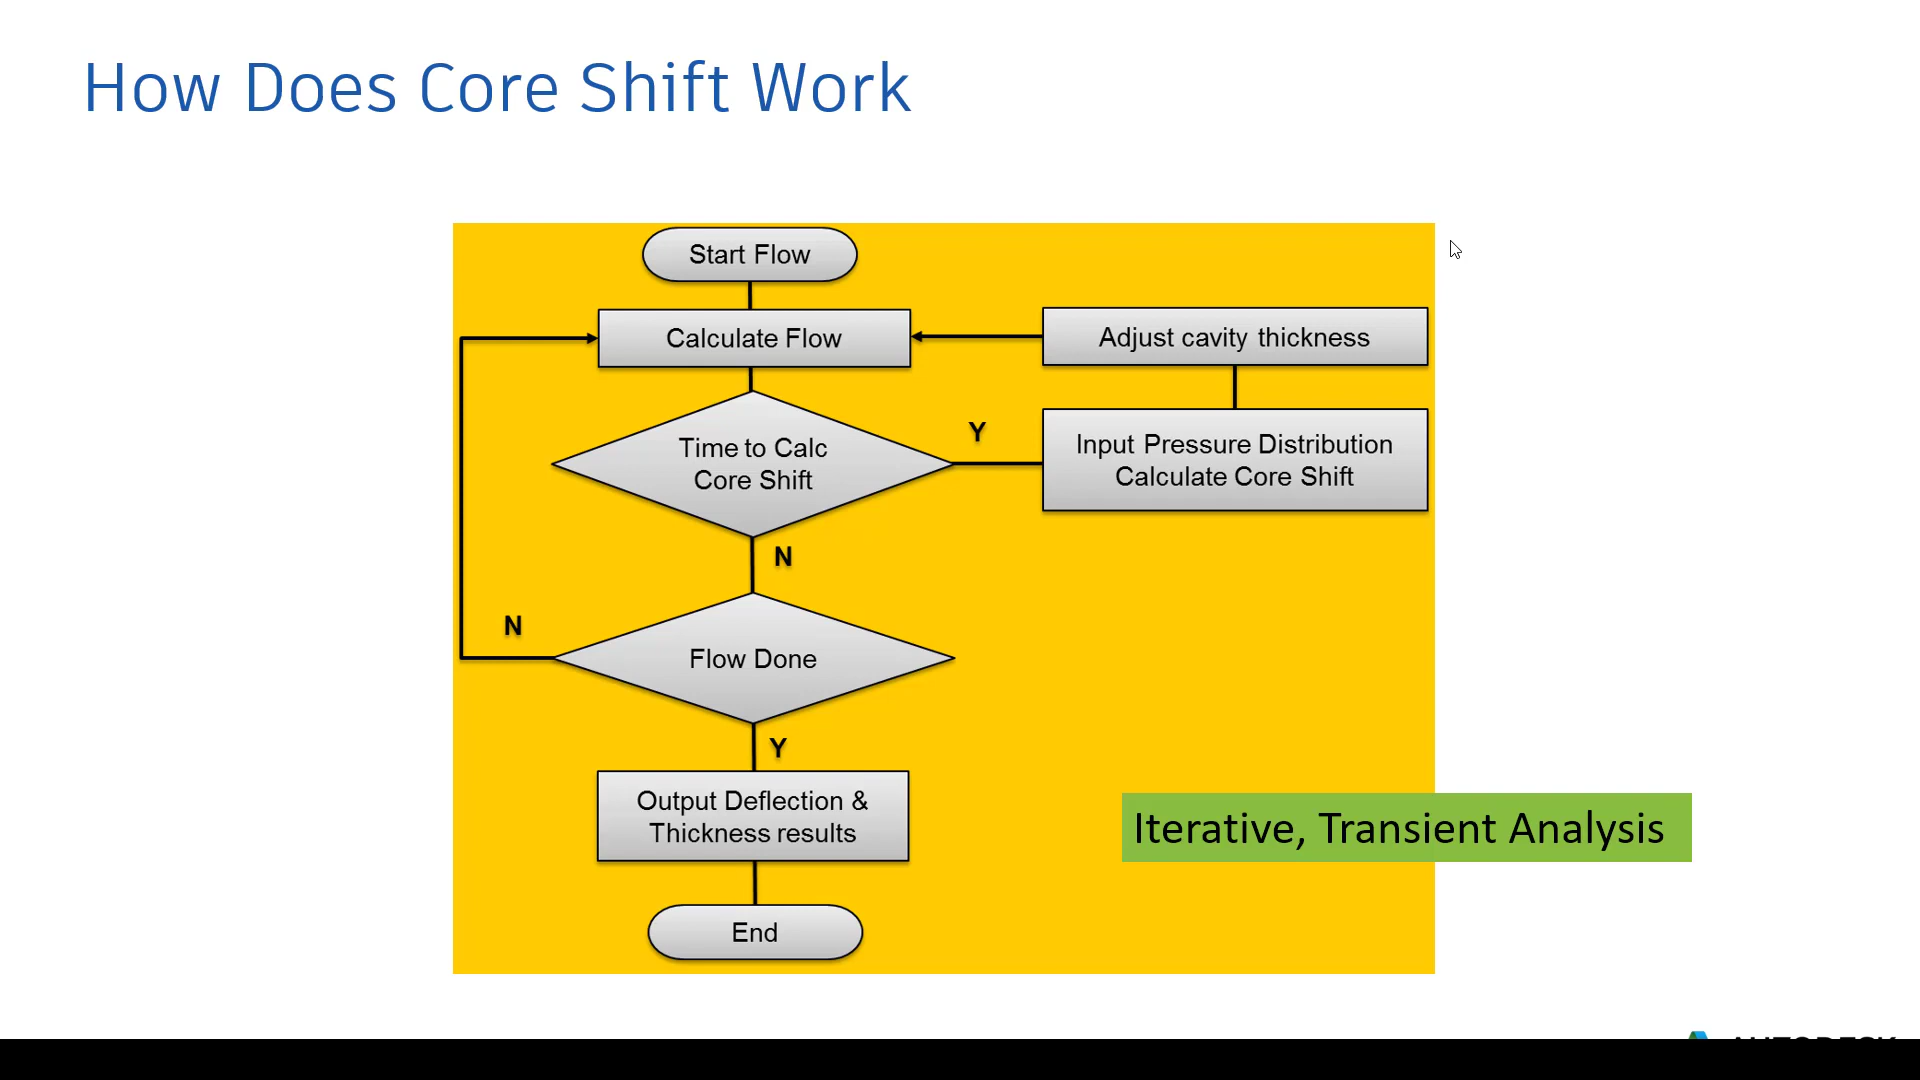 How Does Core Shift Work
Start Flow
Calculate Flow
Adjust cavity thickness
Time to Calc
Core Shift
Y
Input Pressure Distribution
Calculate Core Shift
N
N
Flow Done
Y
Output Deflection &
Thickness results
Iterative, Transient Analysis
End
AUTODESK